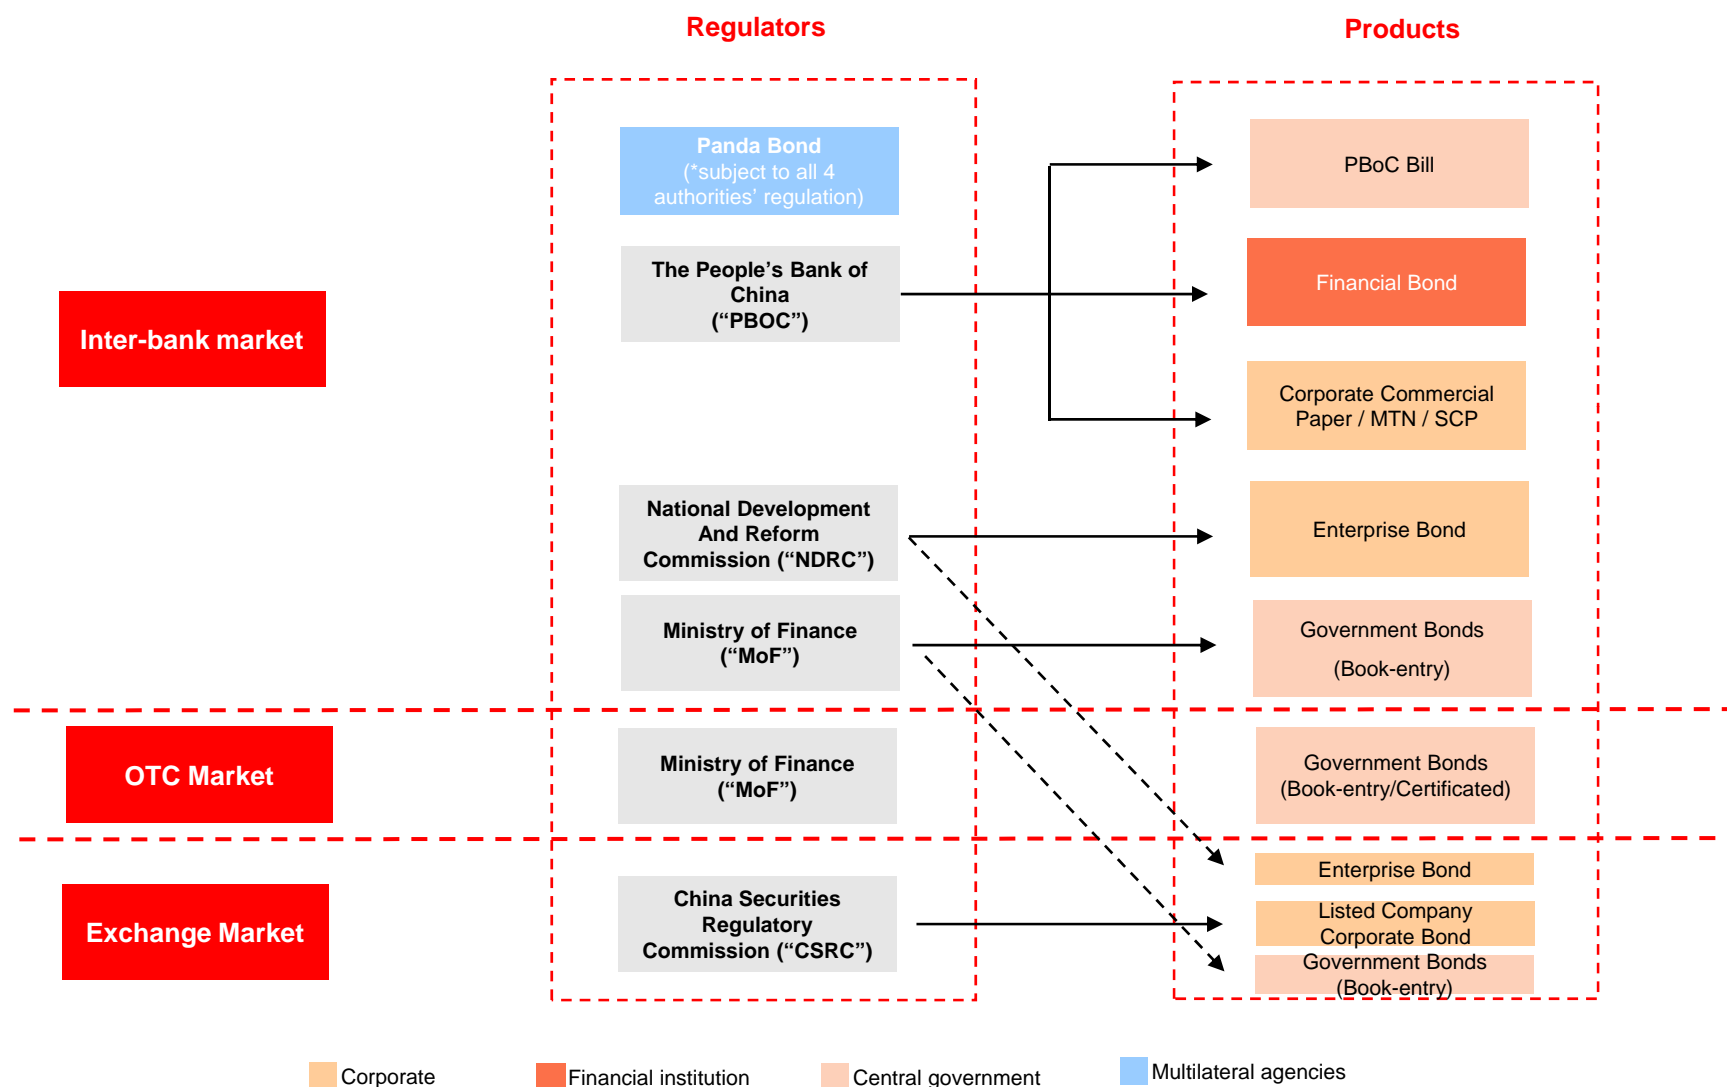 Regulators
Products
Panda Bond
(*subject to all 4
authorities’ regulation)
PBoC Bill
The People’s Bank of
China
(“PBOC”)
Financial Bond
Inter-bank market
Corporate Commercial
Paper / MTN / SCP
National Development
And Reform
Commission (“NDRC”)
Enterprise Bond
Ministry of Finance
(“MoF”)
Government Bonds
(Book-entry)
OTC Market
Ministry of Finance
(“MoF”)
Government Bonds
(Book-entry/Certificated)
Exchange Market
China Securities
Regulatory
Commission (“CSRC”)
Enterprise Bond
Listed Company
Corporate Bond
Government Bonds
(Book-entry)
Corporate
Financial institution
Central government
Multilateral agencies